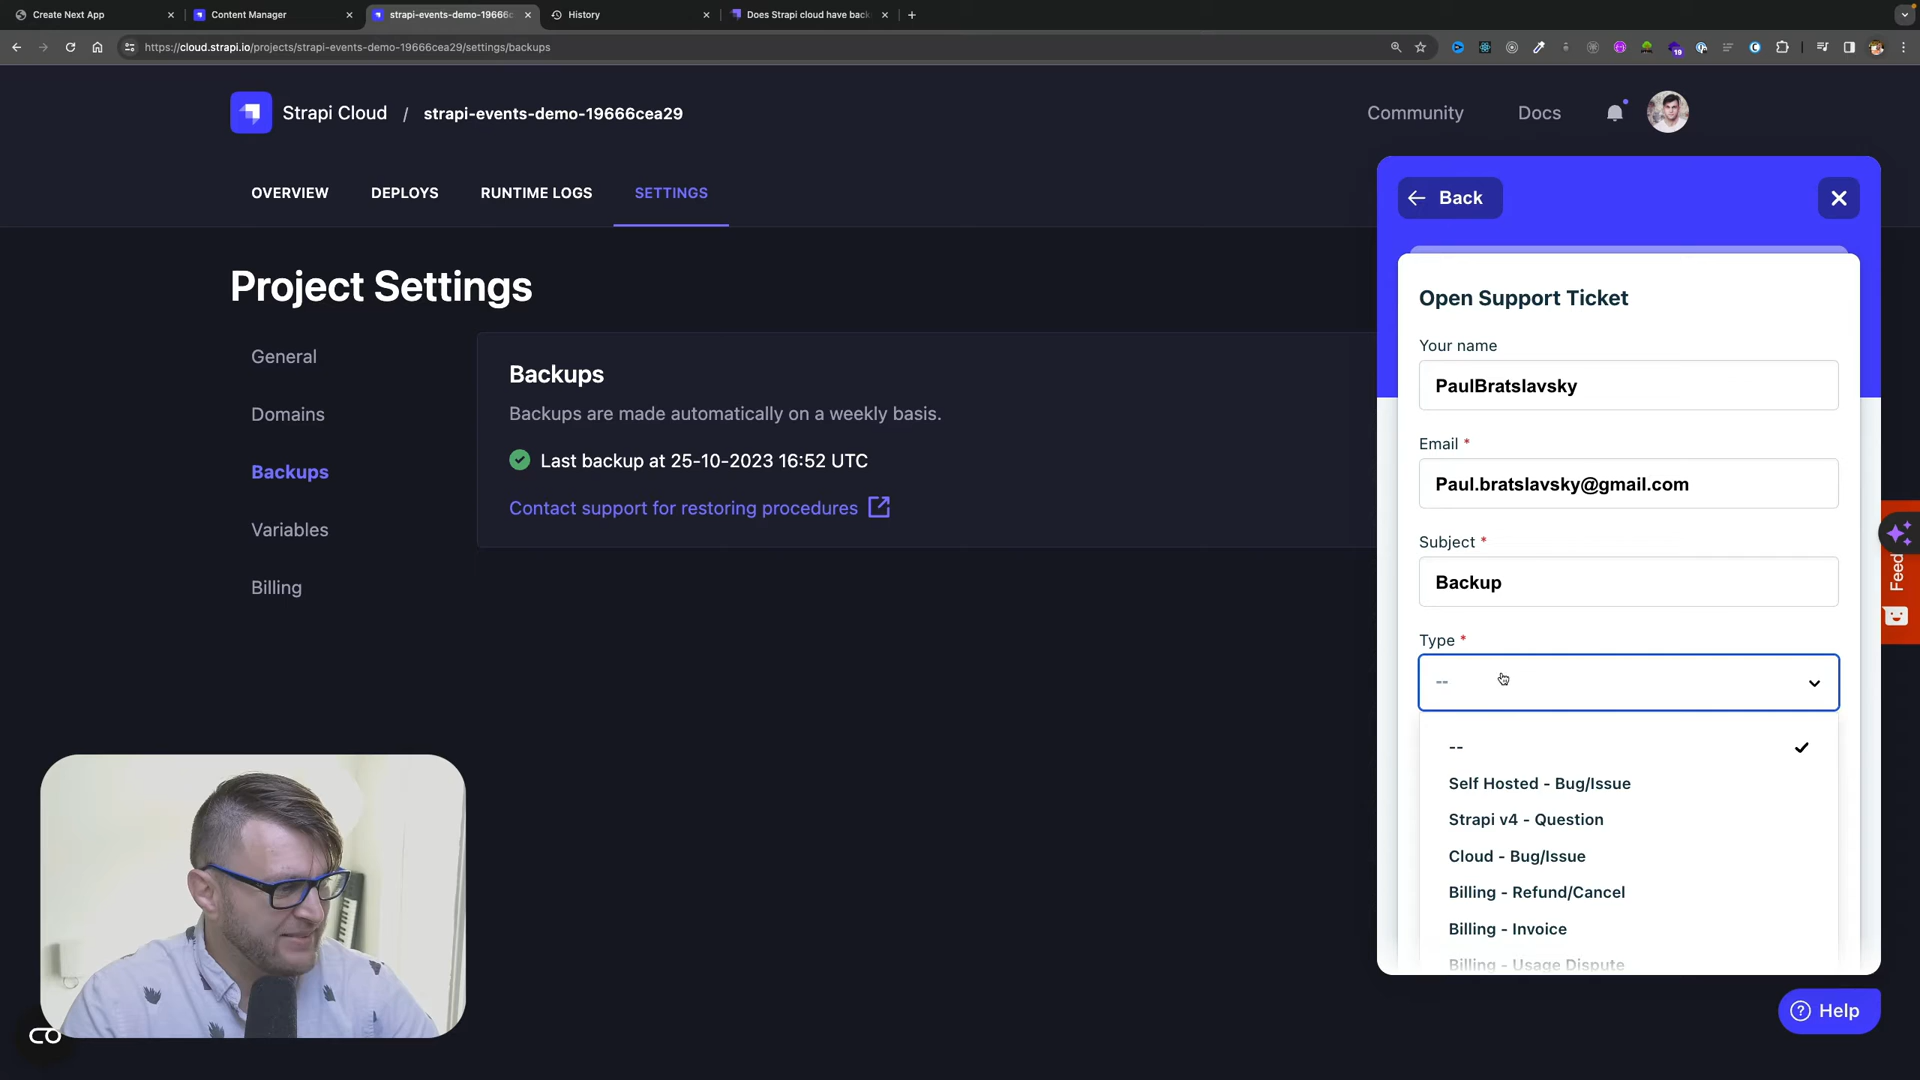 Create Next App
Content Manager
strapi-events-demo-19666c
History
Does Strapi cloud have back
https://cloud.strapi.io/projects/strapi-events-demo-19666cea29/settings/backups
19
Strapi Cloud / strapi-events-demo-19666cea29
Community
Docs
OVERVIEW
DEPLOYS
RUNTIME LOGS
SETTINGS
Project Settings
General
Domains
Backups
Variables
Billing
Backups
Backups are made automatically on a weekly basis.
Last backup at 25-10-2023 16:52 UTC
Contact support for restoring procedures
Back
Open Support Ticket
Your name
PaulBratslavsky
Email *
Paul.bratslavsky@gmail.com
Subject *
Backup
Type *
--
--
Self Hosted - Bug/Issue
Strapi v4 - Question
Cloud - Bug/Issue
Billing - Refund/Cancel
Billing - Invoice
Billing - Usage Dispute
Feed
? Help